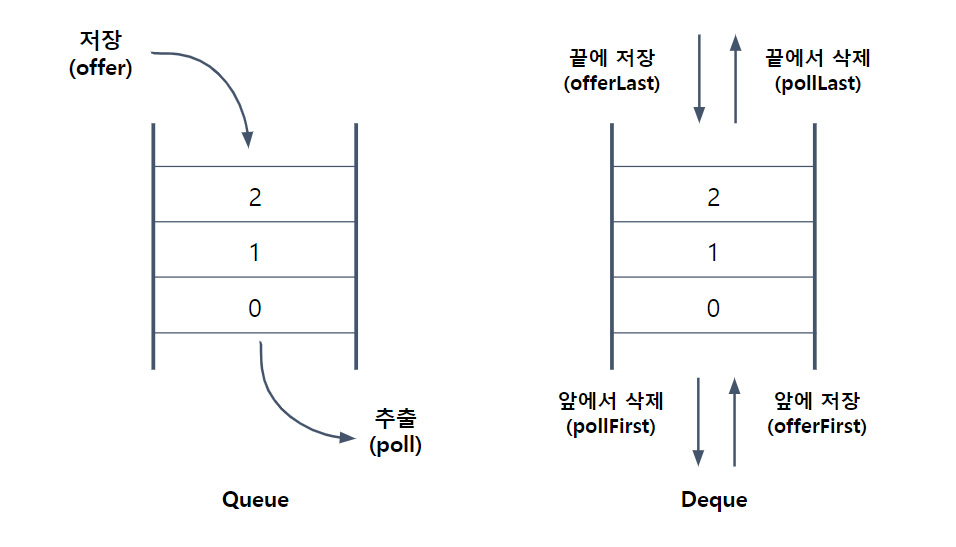 저장
(offer)
2
1
0
추출
(poll)
Queue
끝에 저장
(offerLast)
끝에서 삭제
(pollLast)
2
1
0
앞에서 삭제
(pollFirst)
앞에 저장
(offerFirst)
Deque